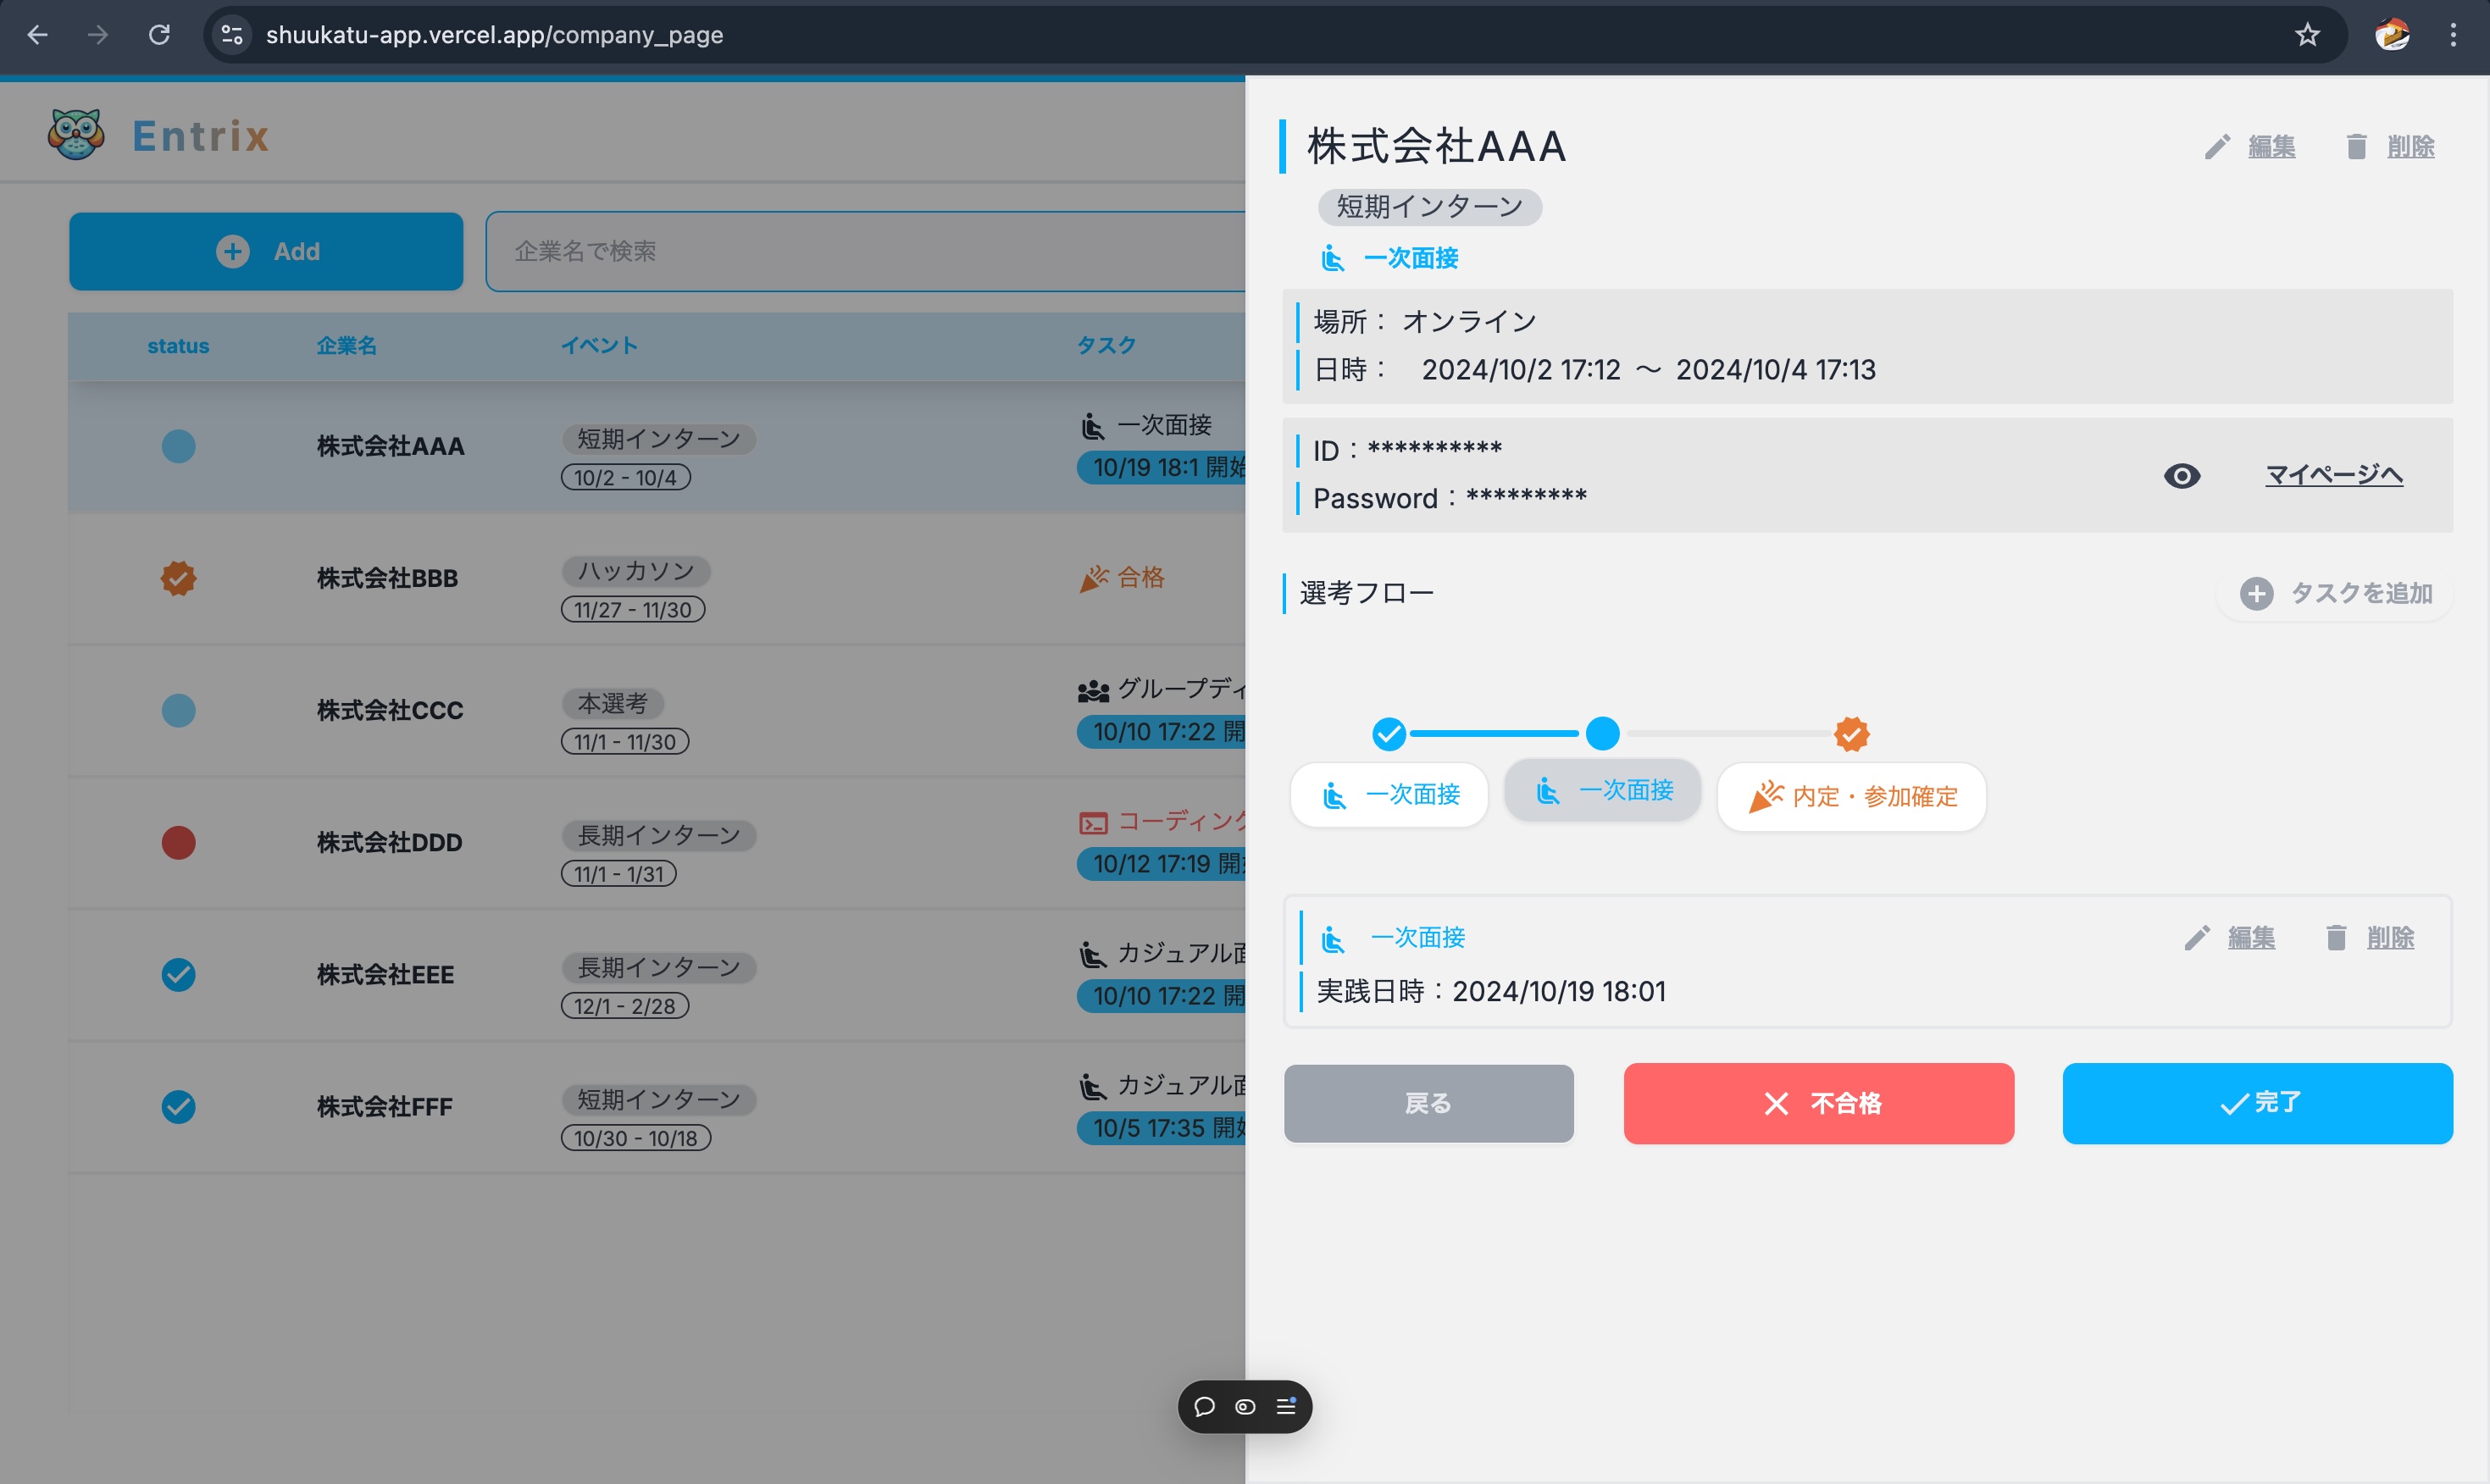 shuukatu-app.vercel.app/company_page
Entrix
Add
企業名で検索
status 企業名 イベント タスク
株式会社AAA
短期インターン
10/2 - 10/4
一次面接
10/19 18:1 開始
株式会社BBB
ハッカソン
11/27 - 11/30
合格
株式会社CCC
本選考
11/1 - 11/30
グループディ
10/10 17:22 開
株式会社DDD
長期インターン
11/1 - 1/31
コーディング
10/12 17:19 開
株式会社EEE
長期インターン
12/1 - 2/28
カジュアル面
10/10 17:22 開
株式会社FFF
短期インターン
10/30 - 10/18
カジュアル面
10/5 17:35 開始
株式会社AAA
編集 削除
短期インターン
一次面接
場所： オンライン
日時： 2024/10/2 17:12 〜 2024/10/4 17:13
ID：**********
Password：*********
マイページへ
選考フロー
タスクを追加
一次面接 一次面接 内定・参加確定
一次面接
編集 削除
実践日時：2024/10/19 18:01
戻る 不合格 完了